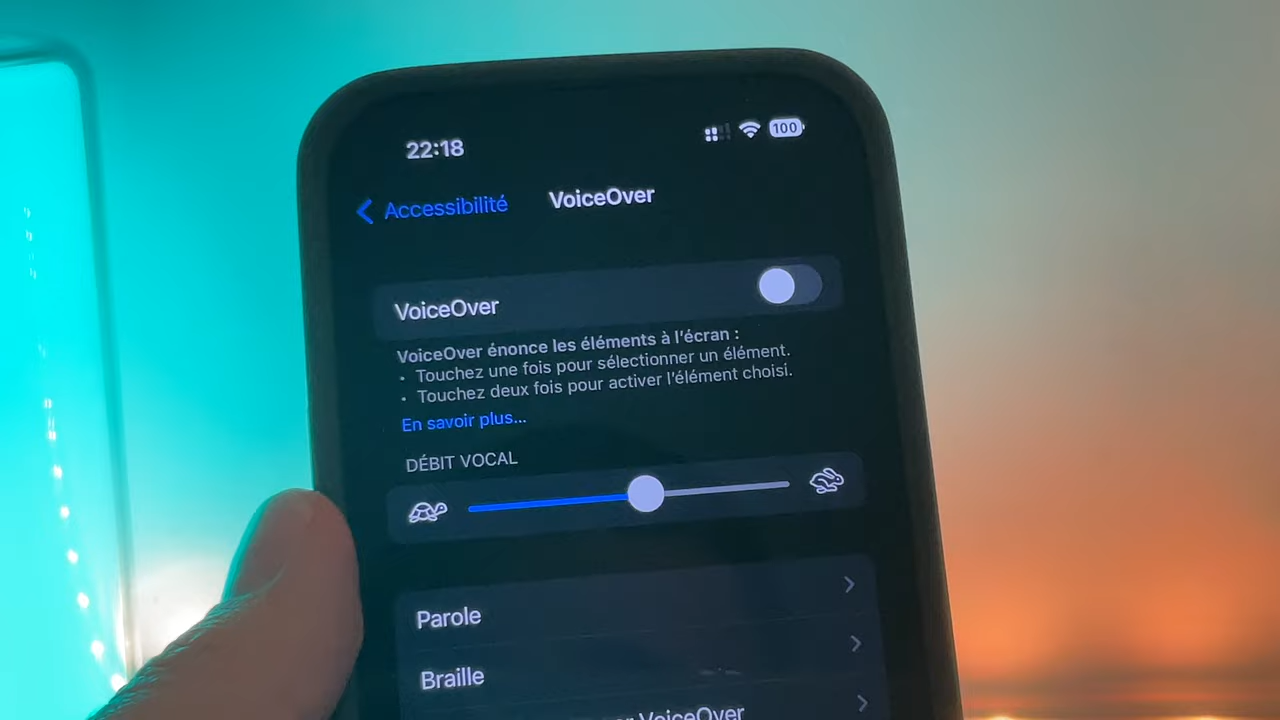 22:18
100
Accessibilité
VoiceOver
VoiceOver
VoiceOver énonce les éléments à l'écran :
• Touchez une fois pour sélectionner un élément.
• Touchez deux fois pour activer l'élément choisi.
En savoir plus...
DÉBIT VOCAL
Parole
Braille
VoiceOver